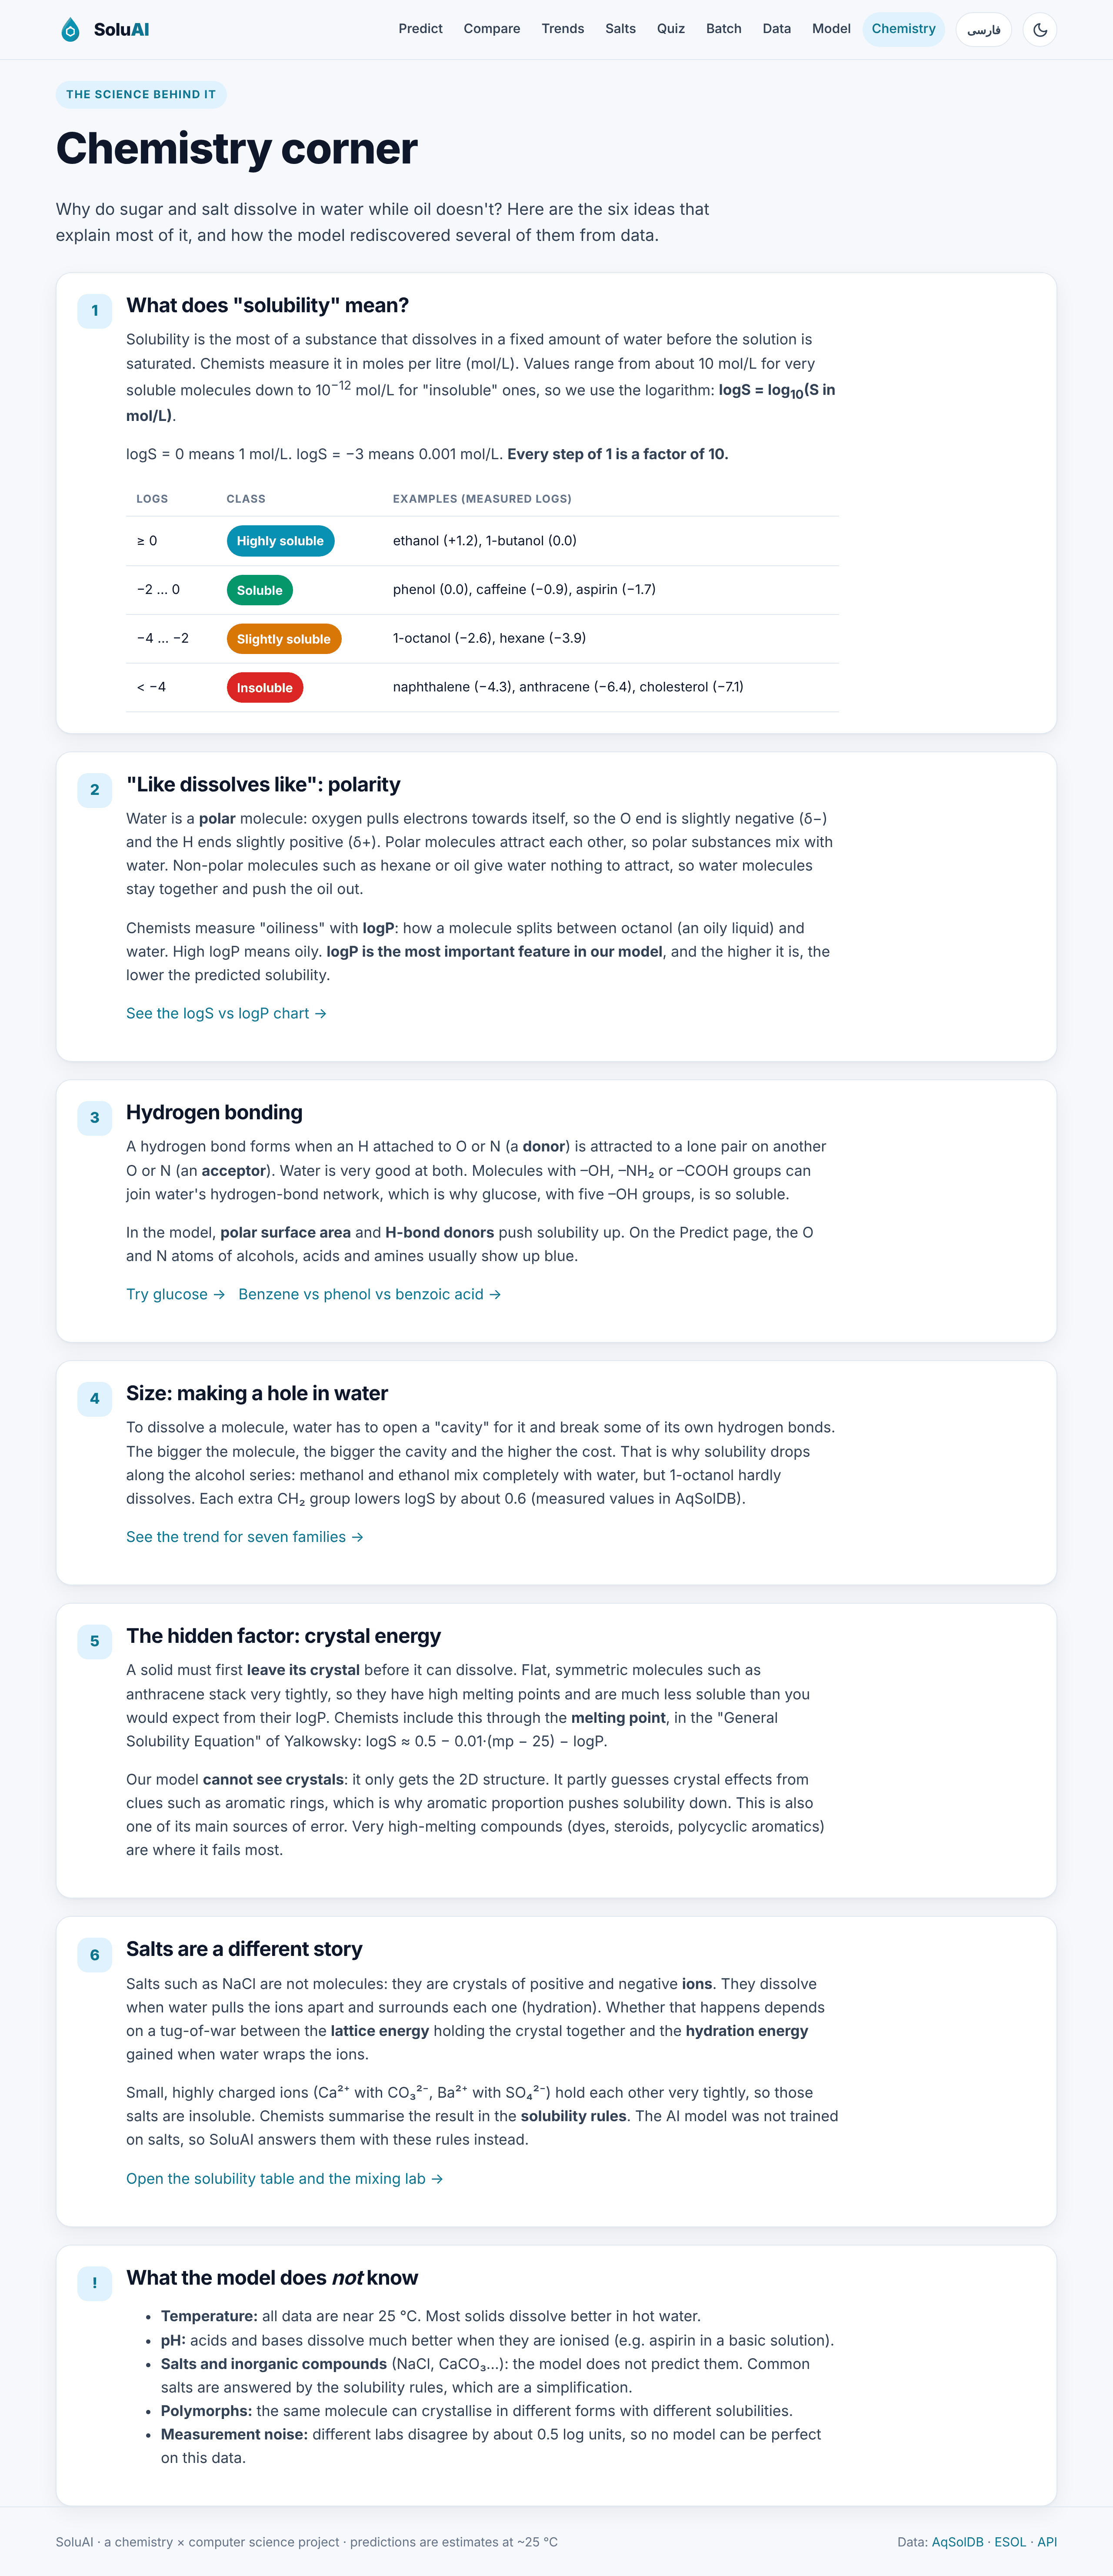 SoluAI
Predict Compare Trends Salts Quiz Batch Data Model Chemistry فارسی
THE SCIENCE BEHIND IT
Chemistry corner
Why do sugar and salt dissolve in water while oil doesn't? Here are the six ideas that
explain most of it, and how the model rediscovered several of them from data.
1
What does "solubility" mean?
Solubility is the most of a substance that dissolves in a fixed amount of water before the solution is
saturated. Chemists measure it in moles per litre (mol/L). Values range from about 10 mol/L for very
soluble molecules down to 10⁻¹² mol/L for "insoluble" ones, so we use the logarithm: logS = log₁₀(S in
mol/L).
logS = 0 means 1 mol/L. logS = −3 means 0.001 mol/L. Every step of 1 is a factor of 10.
LOGS CLASS EXAMPLES (MEASURED LOGS)
≥ 0 Highly soluble ethanol (+1.2), 1-butanol (0.0)
−2 … 0 Soluble phenol (0.0), caffeine (−0.9), aspirin (−1.7)
−4 … −2 Slightly soluble 1-octanol (−2.6), hexane (−3.9)
< −4 Insoluble naphthalene (−4.3), anthracene (−6.4), cholesterol (−7.1)
2
"Like dissolves like": polarity
Water is a polar molecule: oxygen pulls electrons towards itself, so the O end is slightly negative (δ−)
and the H ends slightly positive (δ+). Polar molecules attract each other, so polar substances mix with
water. Non-polar molecules such as hexane or oil give water nothing to attract, so water molecules
stay together and push the oil out.
Chemists measure "oiliness" with logP: how a molecule splits between octanol (an oily liquid) and
water. High logP means oily. logP is the most important feature in our model, and the higher it is, the
lower the predicted solubility.
See the logS vs logP chart →
3
Hydrogen bonding
A hydrogen bond forms when an H attached to O or N (a donor) is attracted to a lone pair on another
O or N (an acceptor). Water is very good at both. Molecules with –OH, –NH₂ or –COOH groups can
join water's hydrogen-bond network, which is why glucose, with five –OH groups, is so soluble.
In the model, polar surface area and H-bond donors push solubility up. On the Predict page, the O
and N atoms of alcohols, acids and amines usually show up blue.
Try glucose → Benzene vs phenol vs benzoic acid →
4
Size: making a hole in water
To dissolve a molecule, water has to open a "cavity" for it and break some of its own hydrogen bonds.
The bigger the molecule, the bigger the cavity and the higher the cost. That is why solubility drops
along the alcohol series: methanol and ethanol mix completely with water, but 1-octanol hardly
dissolves. Each extra CH₂ group lowers logS by about 0.6 (measured values in AqSolDB).
See the trend for seven families →
5
The hidden factor: crystal energy
A solid must first leave its crystal before it can dissolve. Flat, symmetric molecules such as
anthracene stack very tightly, so they have high melting points and are much less soluble than you
would expect from their logP. Chemists include this through the melting point, in the "General
Solubility Equation" of Yalkowsky: logS ≈ 0.5 − 0.01·(mp − 25) − logP.
Our model cannot see crystals: it only gets the 2D structure. It partly guesses crystal effects from
clues such as aromatic rings, which is why aromatic proportion pushes solubility down. This is also
one of its main sources of error. Very high-melting compounds (dyes, steroids, polycyclic aromatics)
are where it fails most.
6
Salts are a different story
Salts such as NaCl are not molecules: they are crystals of positive and negative ions. They dissolve
when water pulls the ions apart and surrounds each one (hydration). Whether that happens depends
on a tug-of-war between the lattice energy holding the crystal together and the hydration energy
gained when water wraps the ions.
Small, highly charged ions (Ca²⁺ with CO₃²⁻, Ba²⁺ with SO₄²⁻) hold each other very tightly, so those
salts are insoluble. Chemists summarise the result in the solubility rules. The AI model was not trained
on salts, so SoluAI answers them with these rules instead.
Open the solubility table and the mixing lab →
!
What the model does not know
• Temperature: all data are near 25 °C. Most solids dissolve better in hot water.
• pH: acids and bases dissolve much better when they are ionised (e.g. aspirin in a basic solution).
• Salts and inorganic compounds (NaCl, CaCO₃…): the model does not predict them. Common
salts are answered by the solubility rules, which are a simplification.
• Polymorphs: the same molecule can crystallise in different forms with different solubilities.
• Measurement noise: different labs disagree by about 0.5 log units, so no model can be perfect
on this data.
SoluAI · a chemistry × computer science project · predictions are estimates at ~25 °C
Data: AqSolDB · ESOL · API